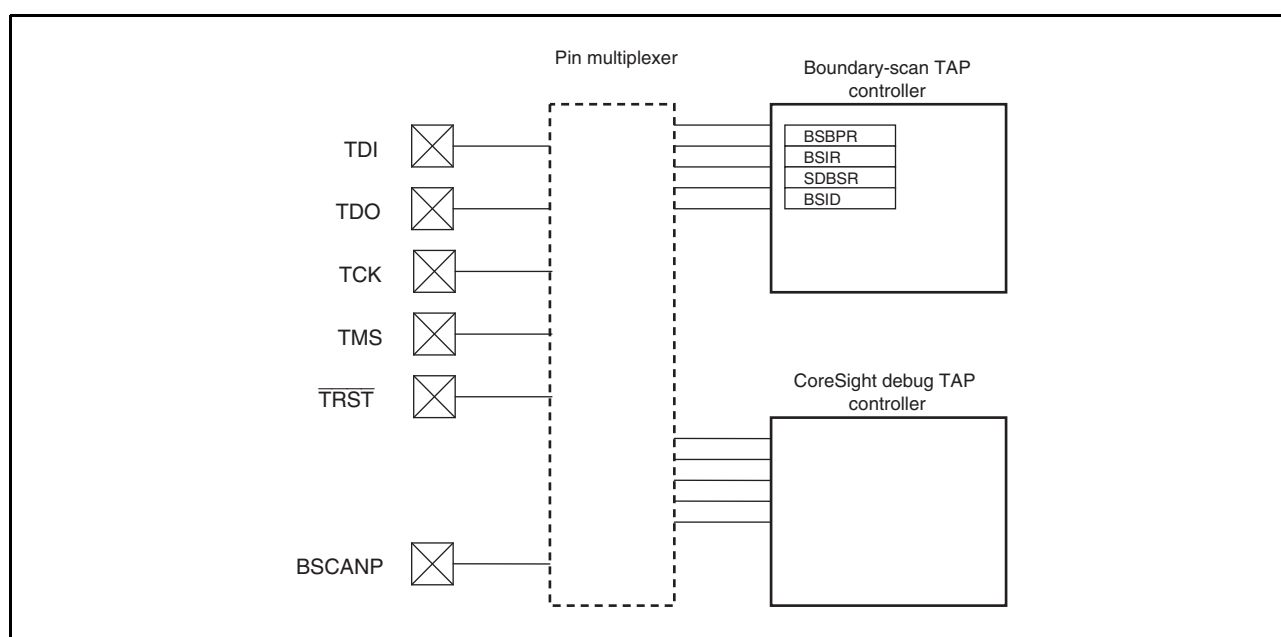 Pin multiplexer
Boundary-scan TAP
controller
BSBPR
BSIR
SDBSR
BSID
TDI
TDO
TCK
TMS
TRST
CoreSight debug TAP
controller
BSCANP